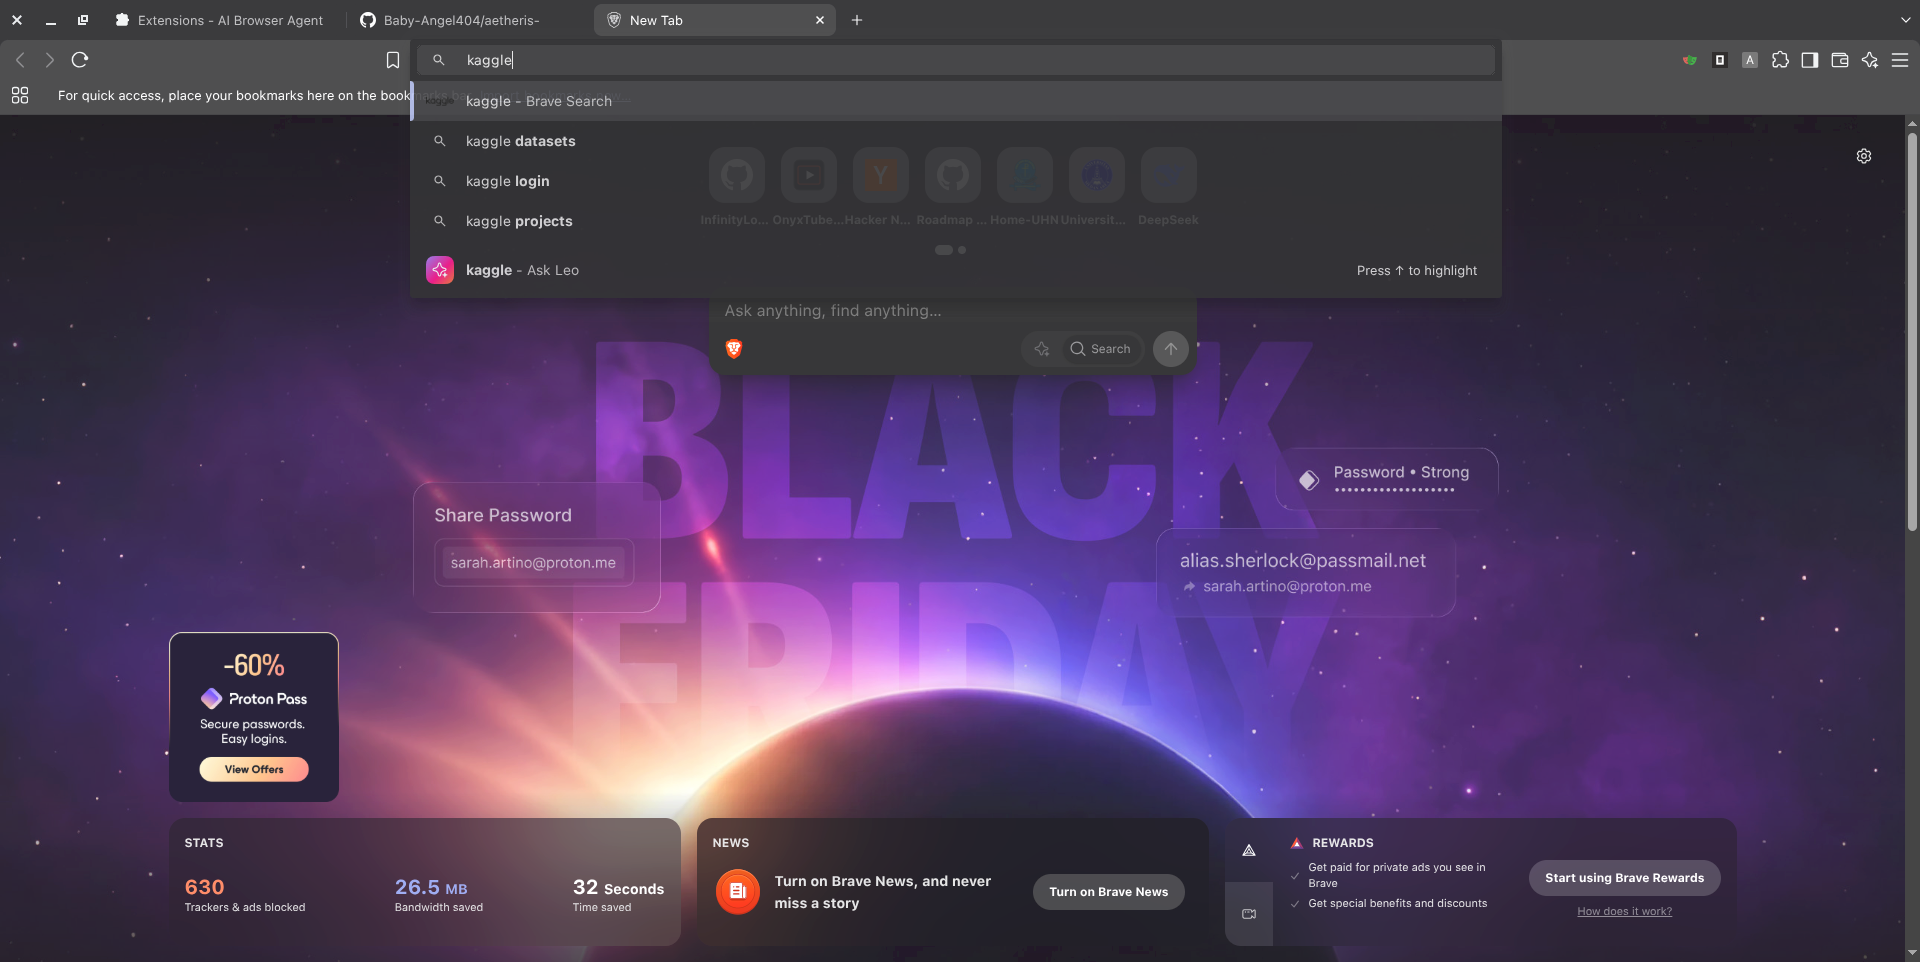 Extensions - AI Browser Agent
Baby-Angel404/aetheris-
New Tab
kaggle
A
For quick access, place your bookmarks here on the bookmarks bar. Import bookmarks now...
kaggle
kaggle - Brave Search
kaggle datasets
kaggle login
kaggle projects
InfinityLo... OnyxTube... Hacker N... Roadmap ... Home-UHN Universit... DeepSeek
kaggle - Ask Leo
Press ↑ to highlight
Ask anything, find anything...
Search
BLACK
FRIDAY
Password • Strong
Share Password
sarah.artino@proton.me
alias.sherlock@passmail.net
sarah.artino@proton.me
-60%
Proton Pass
Secure passwords.
Easy logins.
View Offers
STATS
630
Trackers & ads blocked
26.5 MB
Bandwidth saved
32 Seconds
Time saved
NEWS
Turn on Brave News, and never
miss a story
Turn on Brave News
REWARDS
Get paid for private ads you see in
Brave
Get special benefits and discounts
Start using Brave Rewards
How does it work?